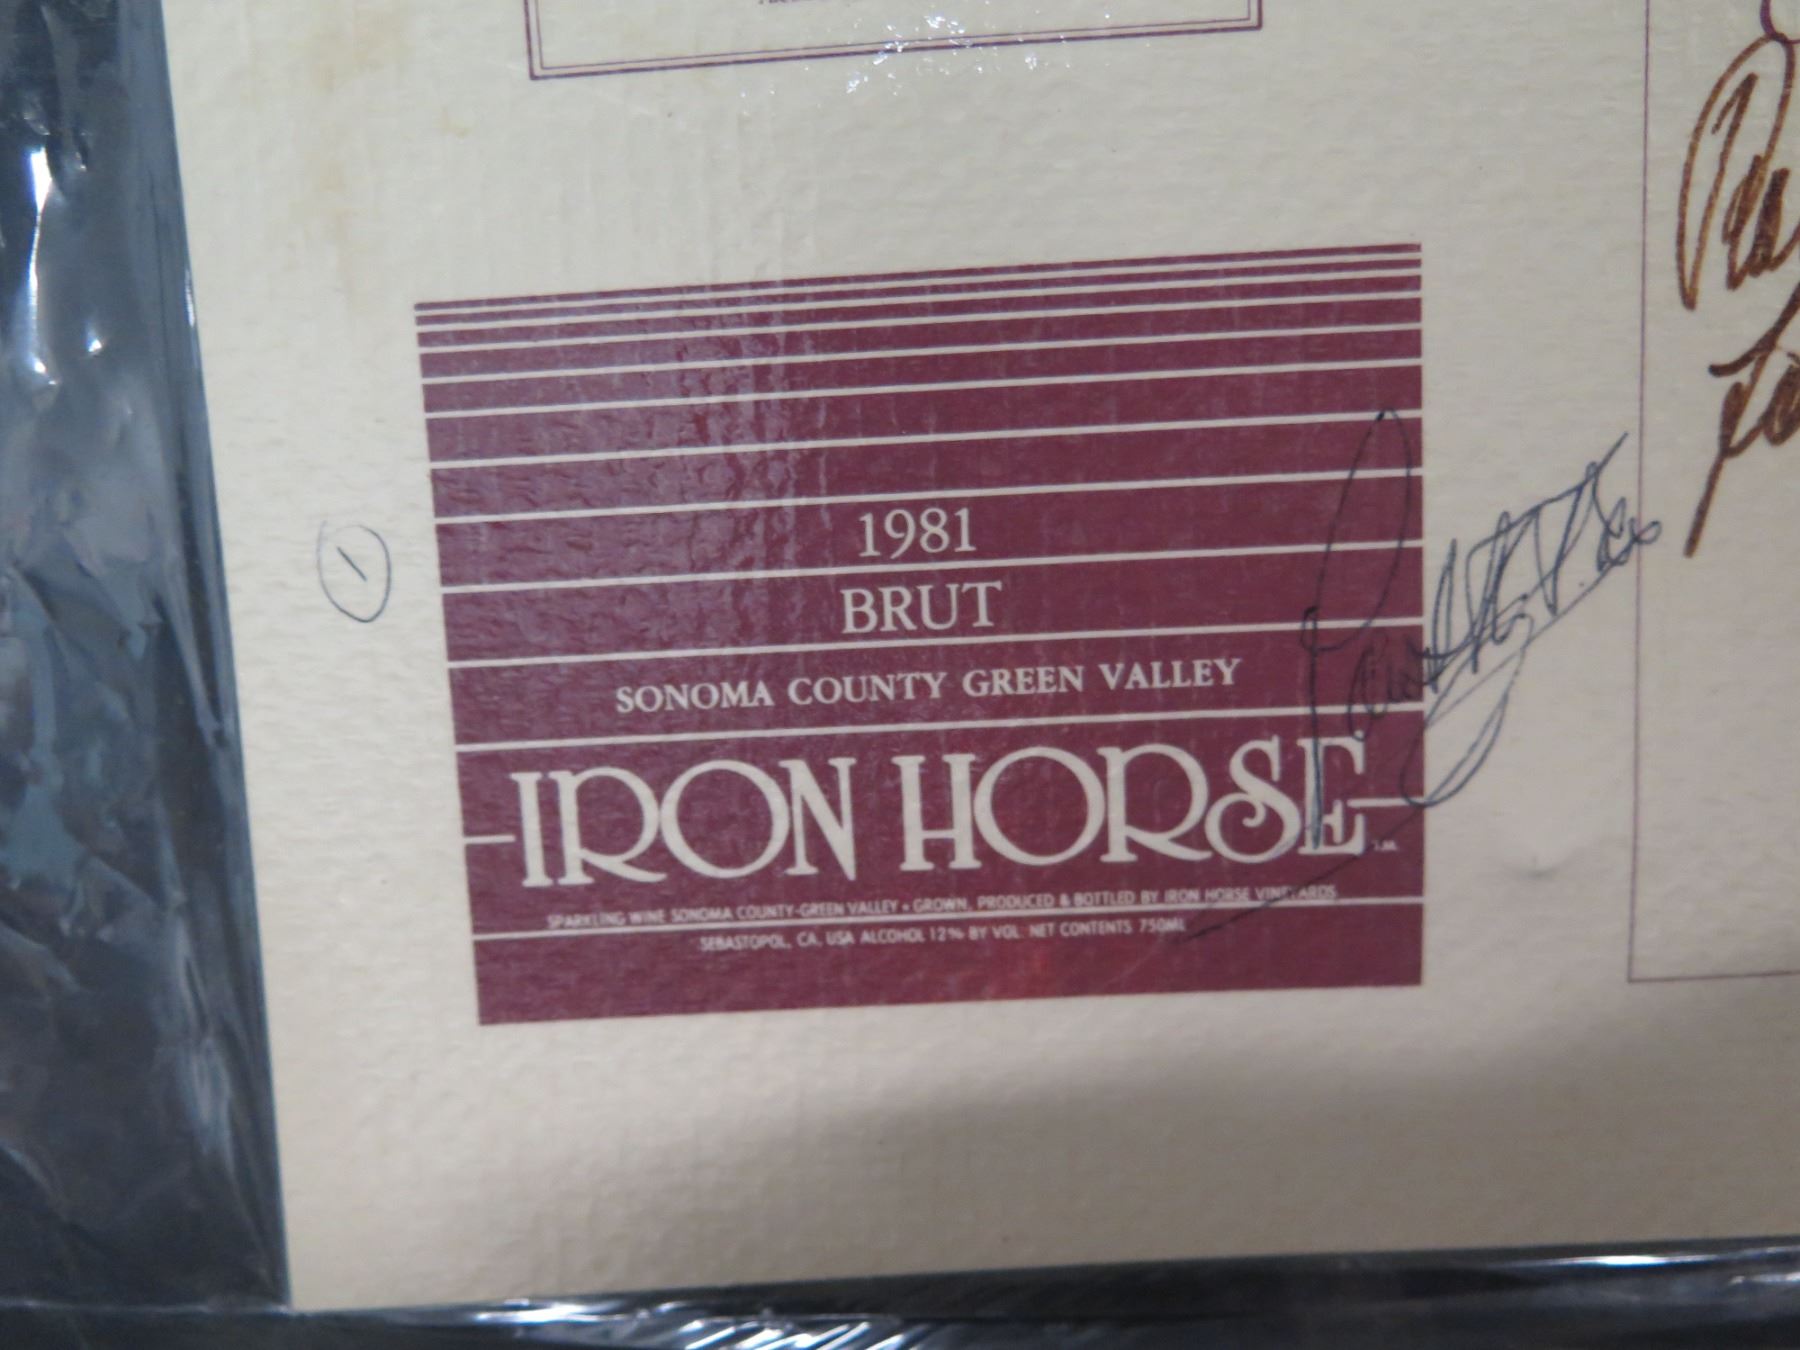 1
1981
BRUT
SONOMA COUNTY GREEN VALLEY
IRON HORSE T.M.
SPARKLING WINE SONOMA COUNTY-GREEN VALLEY • GROWN, PRODUCED & BOTTLED BY IRON HORSE VINEYARDS
SEBASTOPOL, CA. USA ALCOHOL 12% BY VOL. NET CONTENTS 750ML